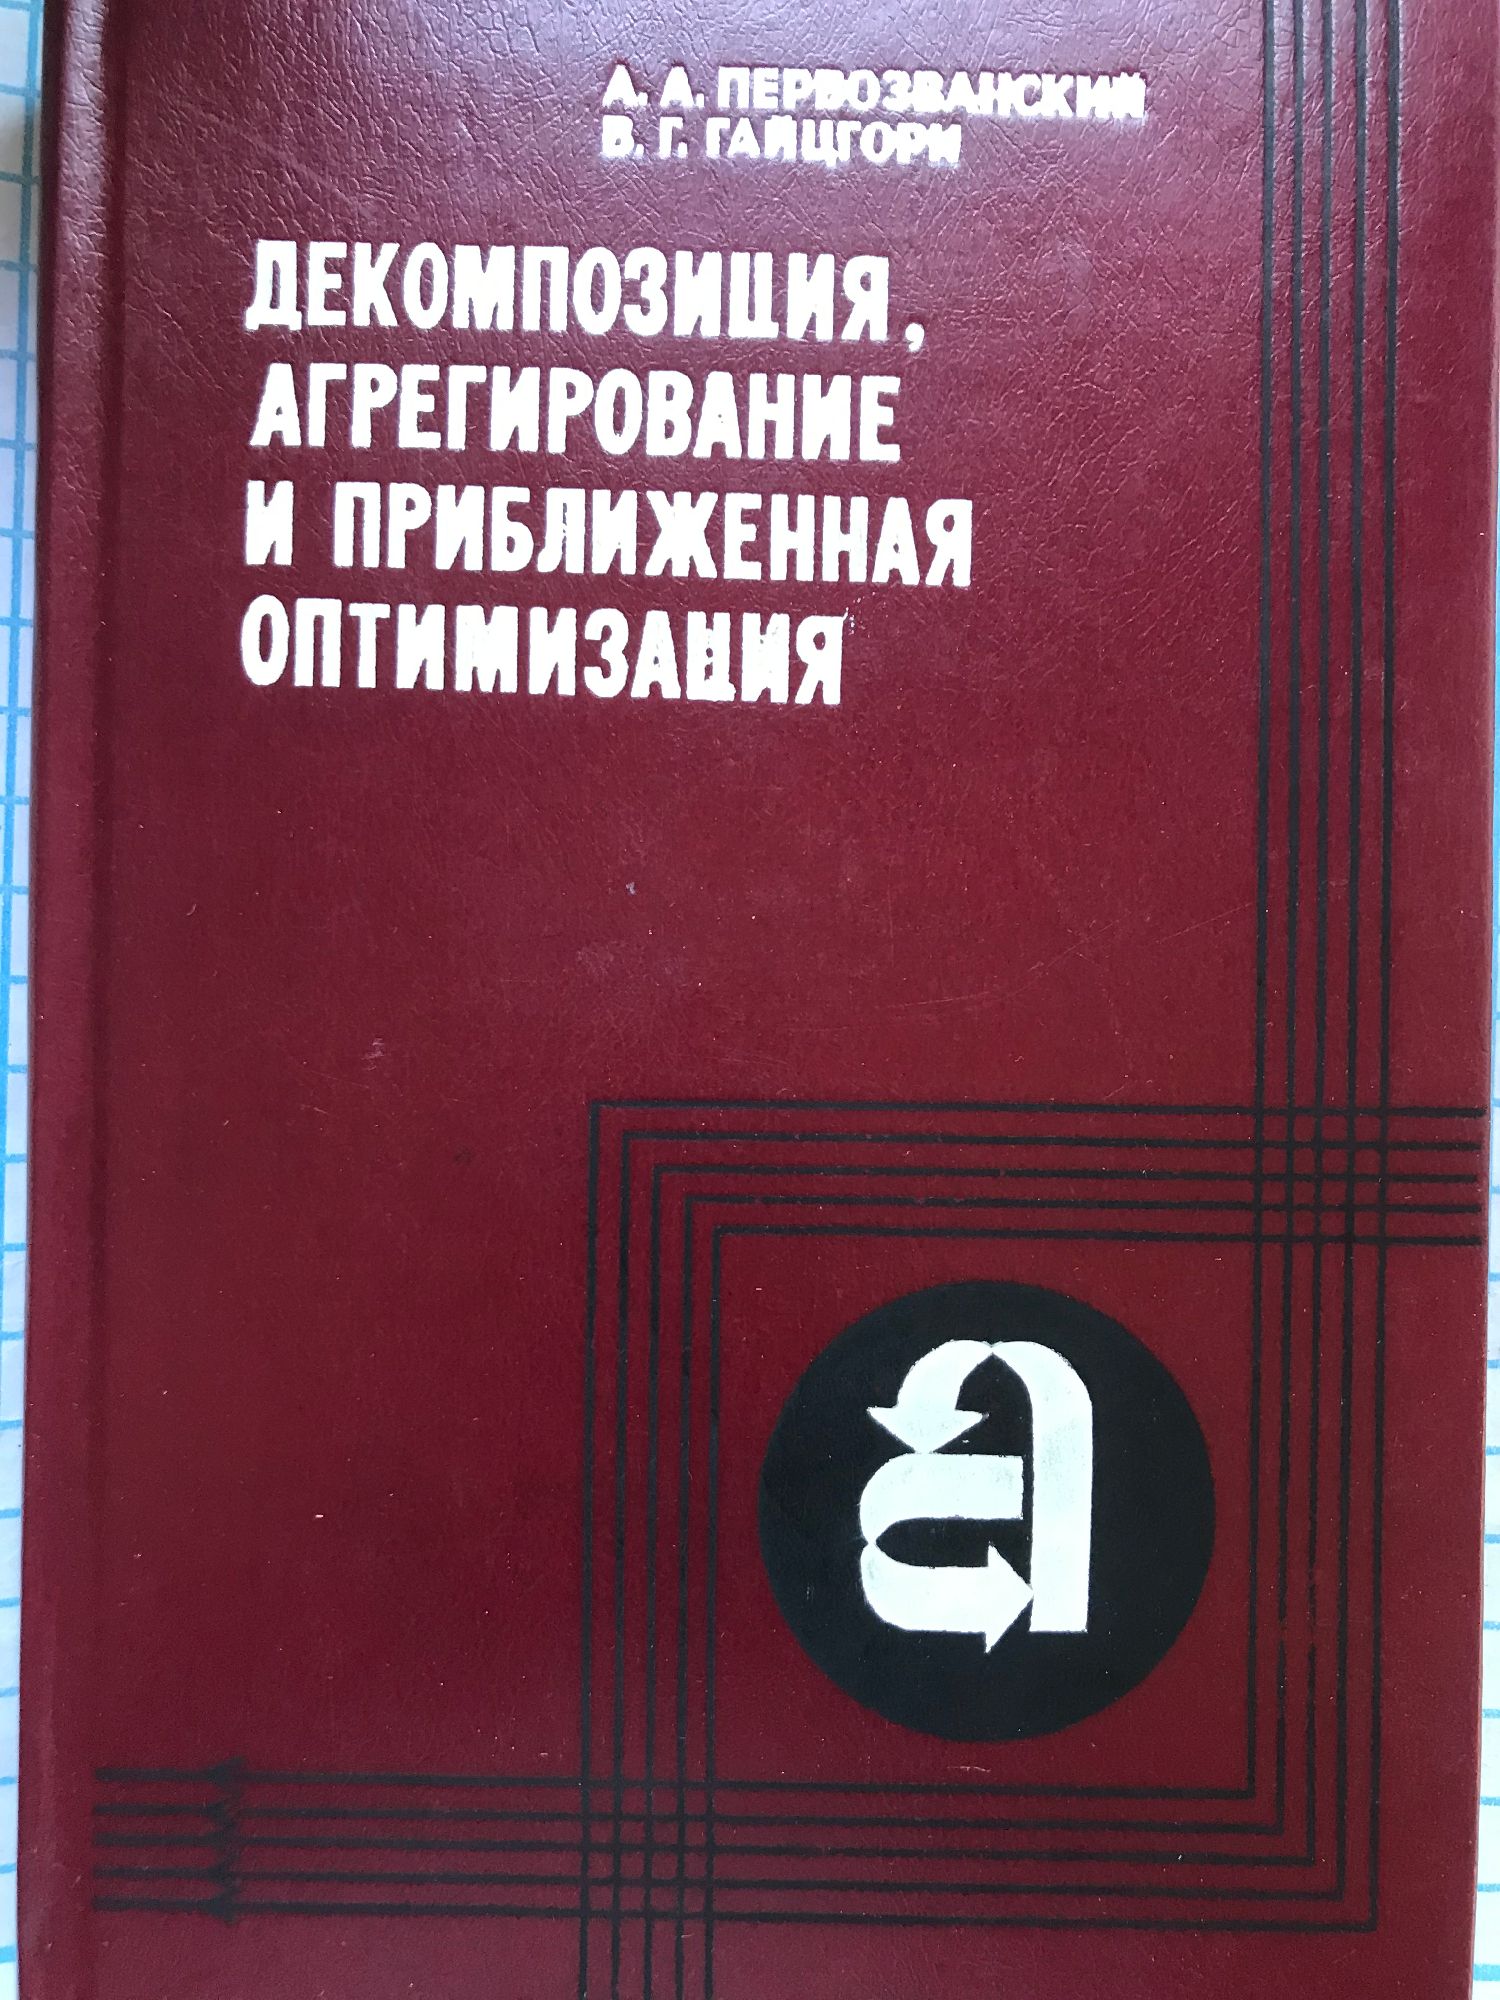 А. А. ПЕРВОЗВАНСКИЙ
В. Г. ГАЙЦГОРИ
ДЕКОМПОЗИЦИЯ,
АГРЕГИРОВАНИЕ
И ПРИБЛИЖЕННАЯ
ОПТИМИЗАЦИЯ
а